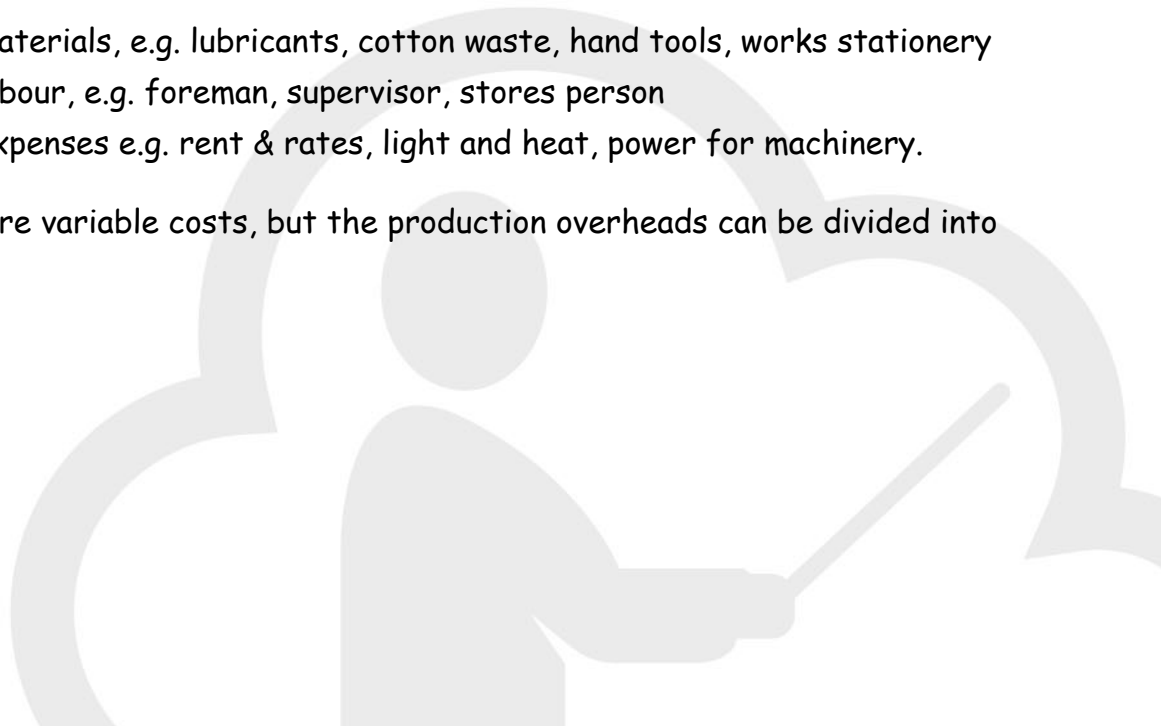 aterials, e.g. lubricants, cotton waste, hand tools, works stationery
bour, e.g. foreman, supervisor, stores person
xpenses e.g. rent & rates, light and heat, power for machinery.
re variable costs, but the production overheads can be divided into